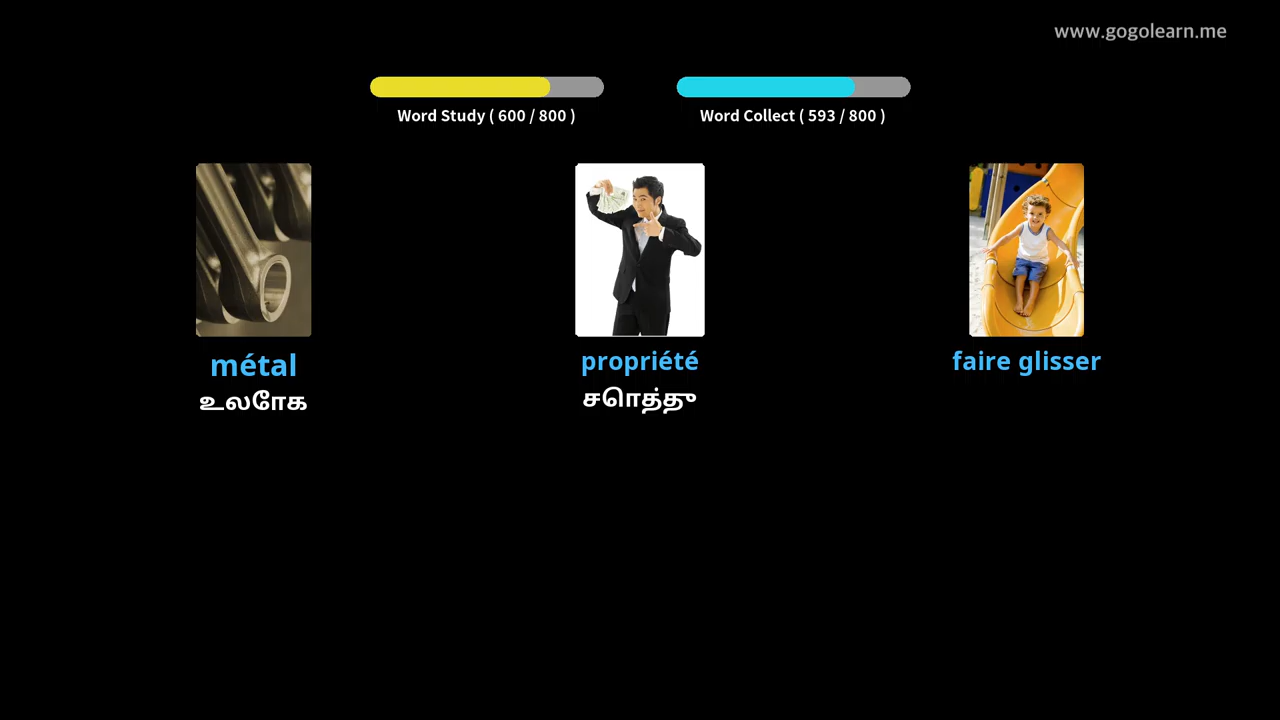 www.gogolearn.me
Word Study ( 600 / 800 )
Word Collect ( 593 / 800 )
métal
உலோக
propriété
சொத்து
faire glisser